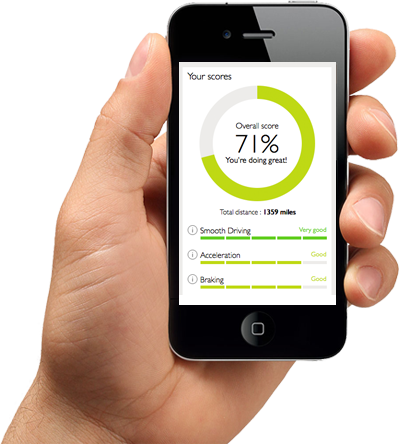 Your scores
Overall score
71%
You're doing great!
Total distance : 1359 miles
i Smooth Driving Very good
i Acceleration Good
i Braking Good